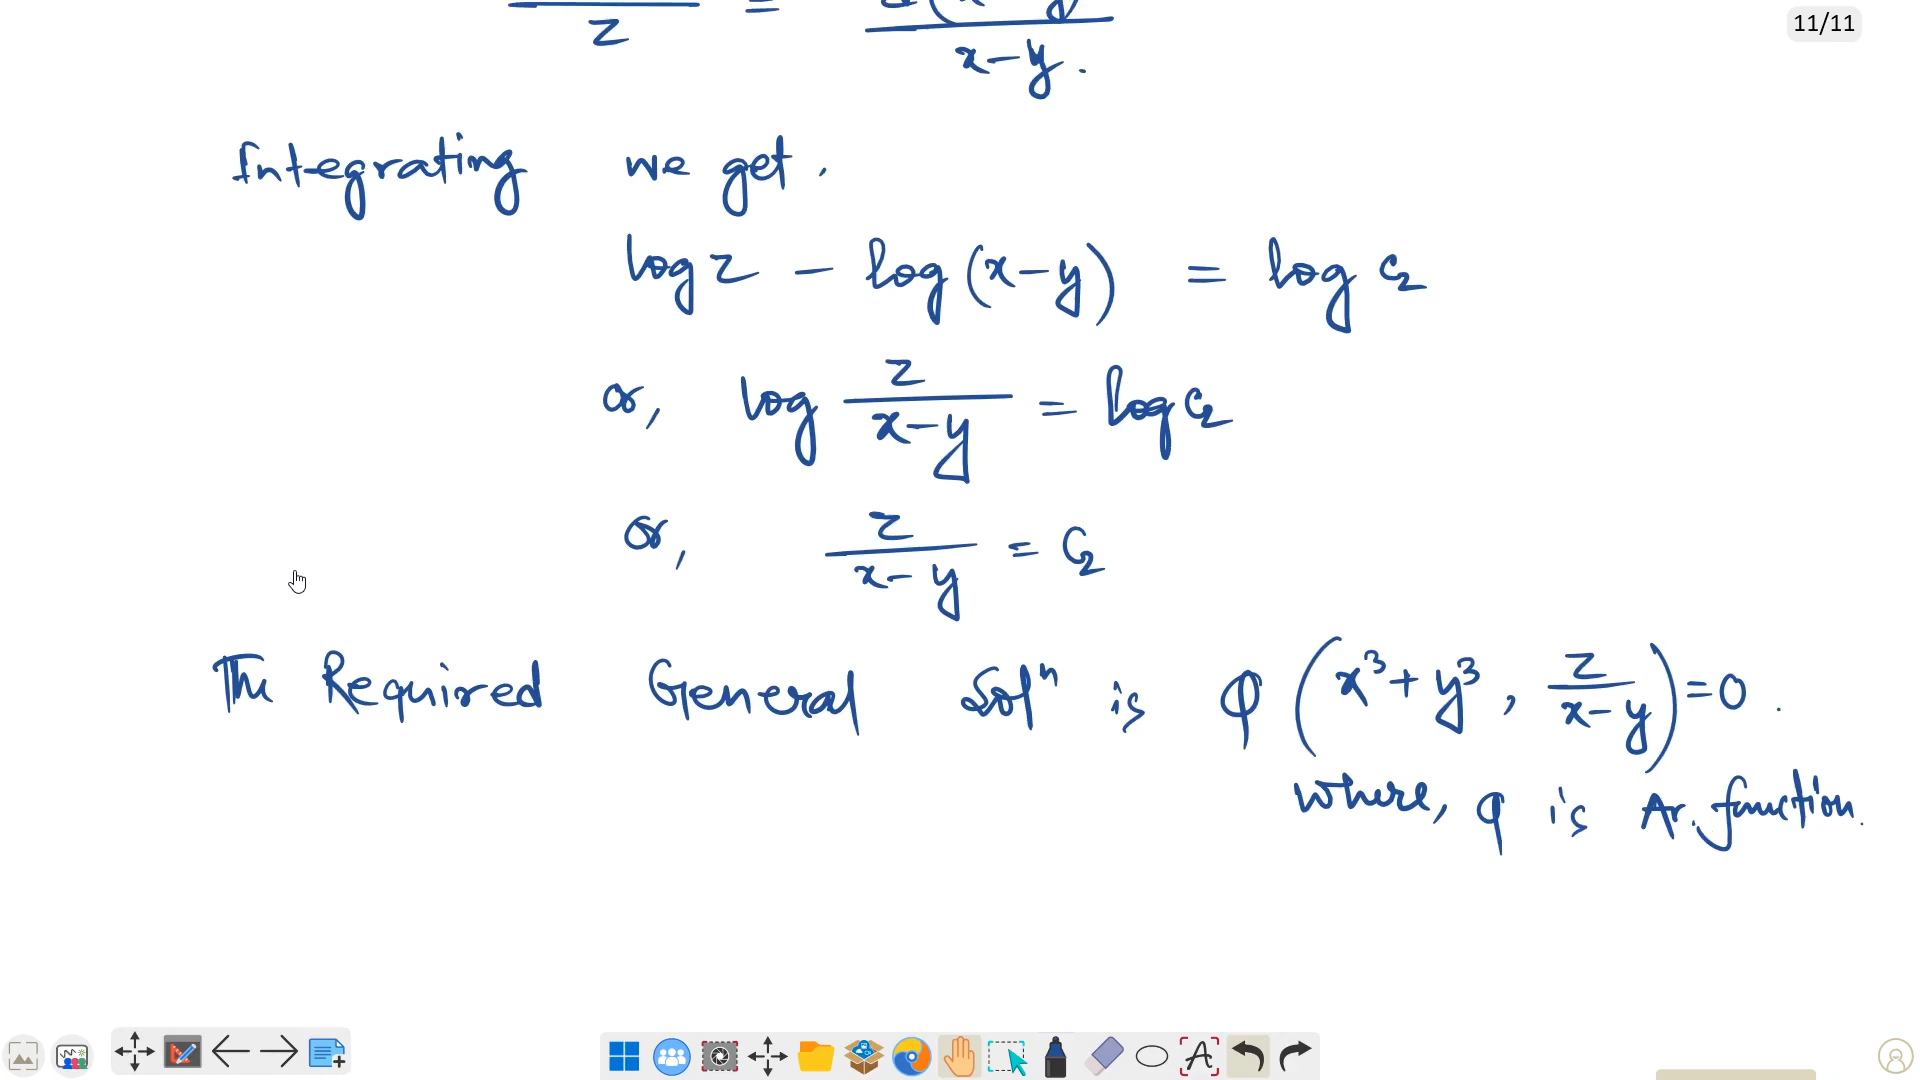 11/11
z = x-y.
Integrating we get.
log z - log (x-y) = log c₂
or, log z/(x-y) = log c₂
or, z/(x-y) = c₂
The Required General Solⁿ is φ (x³+y³, z/(x-y)) = 0.
where, φ is Ar. function.